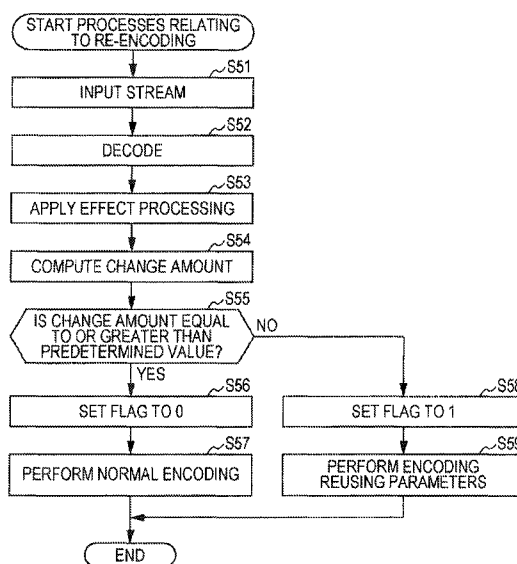 START PROCESSES RELATING
TO RE-ENCODING
S51
INPUT STREAM
S52
DECODE
S53
APPLY EFFECT PROCESSING
S54
COMPUTE CHANGE AMOUNT
S55
IS CHANGE AMOUNT EQUAL
TO OR GREATER THAN
PREDETERMINED VALUE?
NO
YES
S56
SET FLAG TO 0
S57
PERFORM NORMAL ENCODING
S58
SET FLAG TO 1
S59
PERFORM ENCODING
REUSING PARAMETERS
END